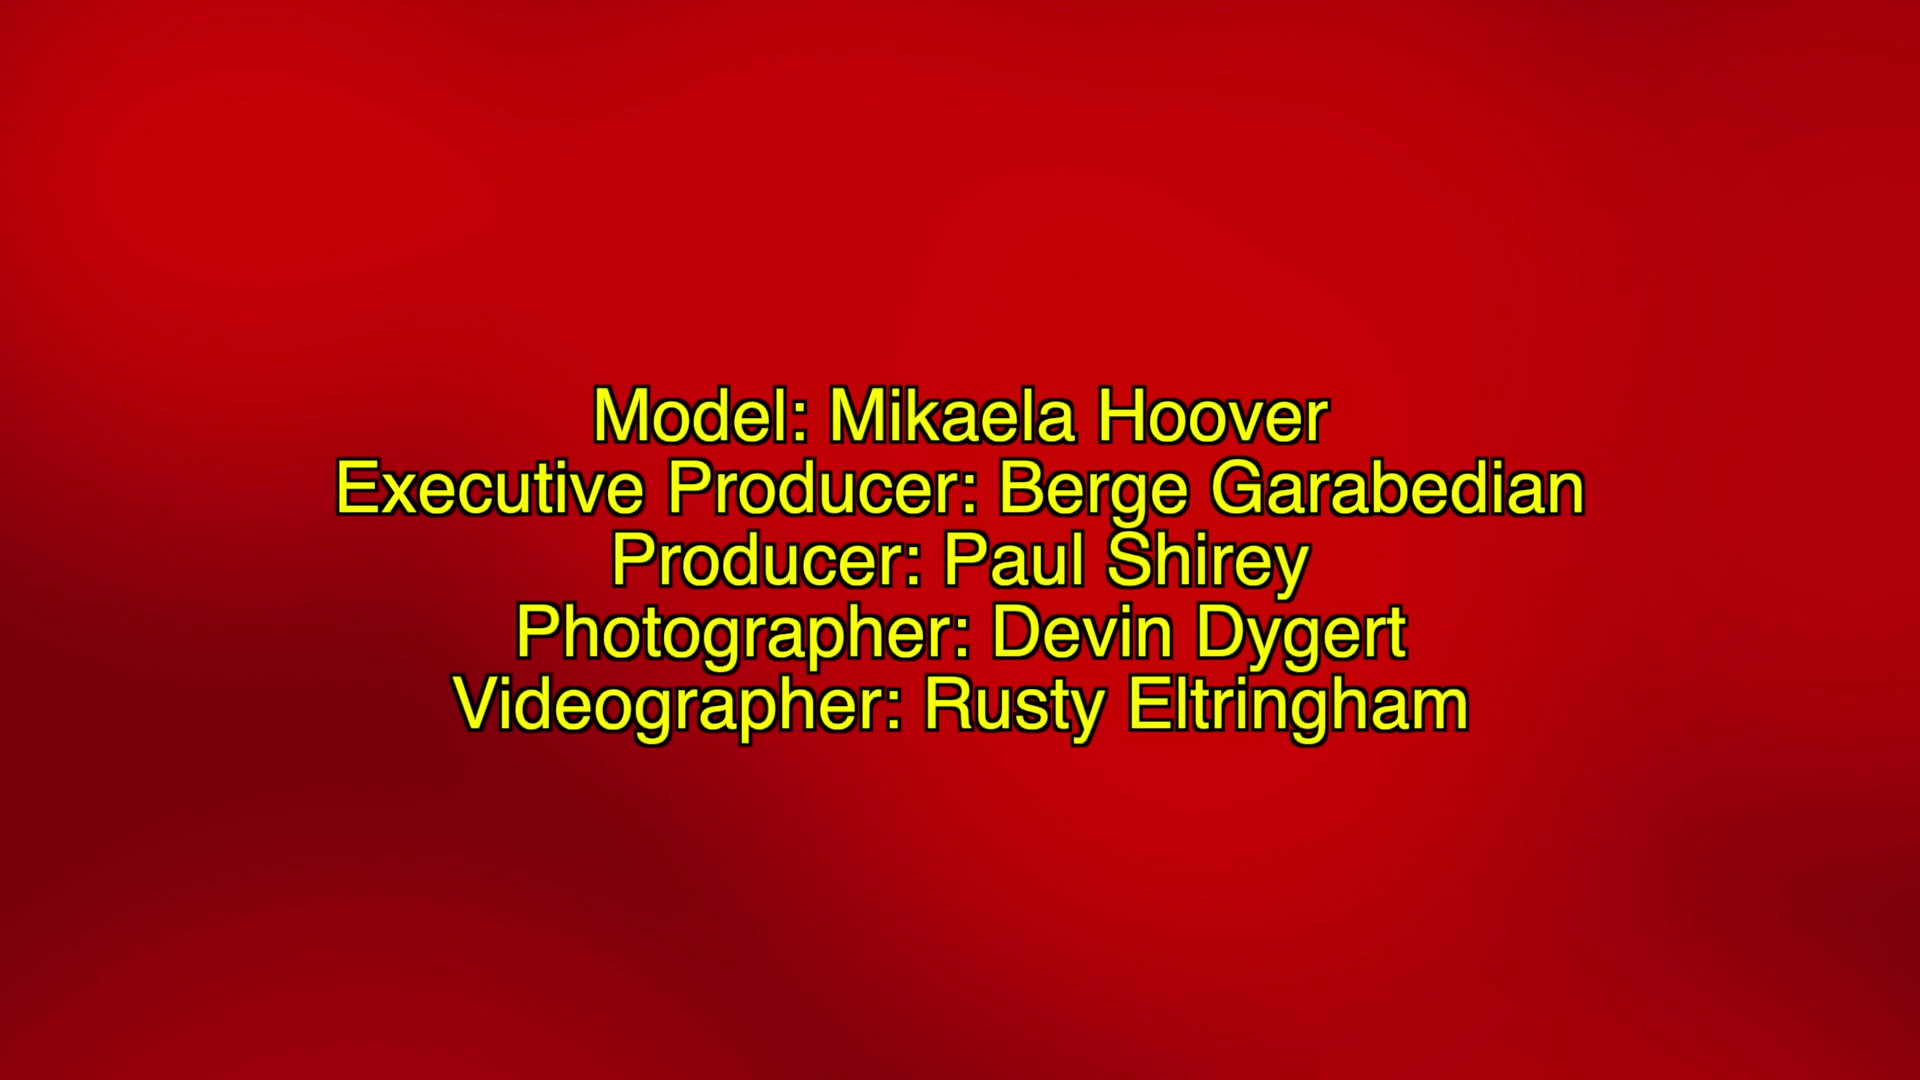 Model: Mikaela Hoover
Executive Producer: Berge Garabedian
Producer: Paul Shirey
Photographer: Devin Dygert
Videographer: Rusty Eltringham